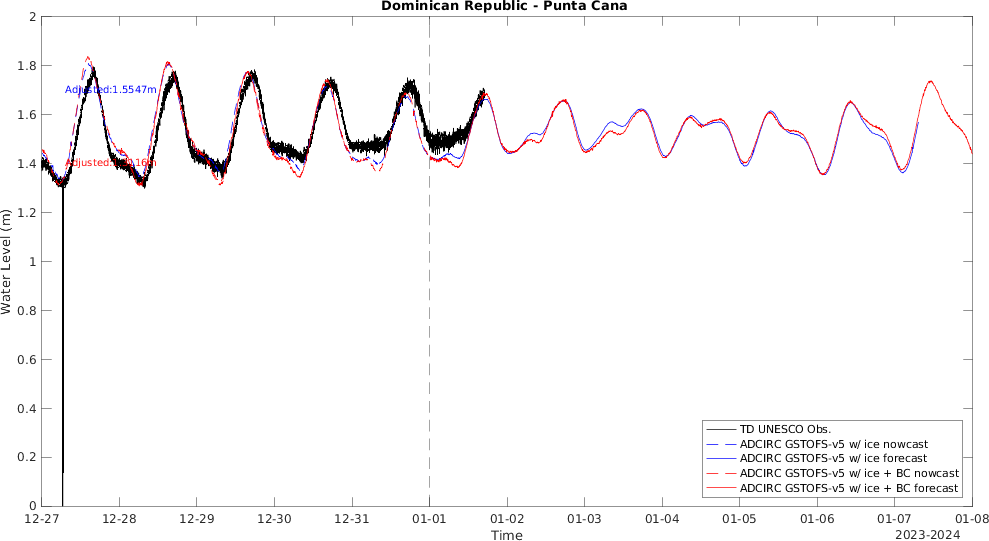 Dominican Republic - Punta Cana
Water Level (m)
2
1.8
1.6
1.4
1.2
1
0.8
0.6
0.4
0.2
0
Adjusted:1.5547m
12-27
12-28
12-29
12-30
12-31
01-01
01-02
01-03
01-04
01-05
01-06
01-07
01-08
Time
2023-2024
TD UNESCO Obs.
ADCIRC GSTOFS-v5 w/ ice nowcast
ADCIRC GSTOFS-v5 w/ ice forecast
ADCIRC GSTOFS-v5 w/ ice + BC nowcast
ADCIRC GSTOFS-v5 w/ ice + BC forecast